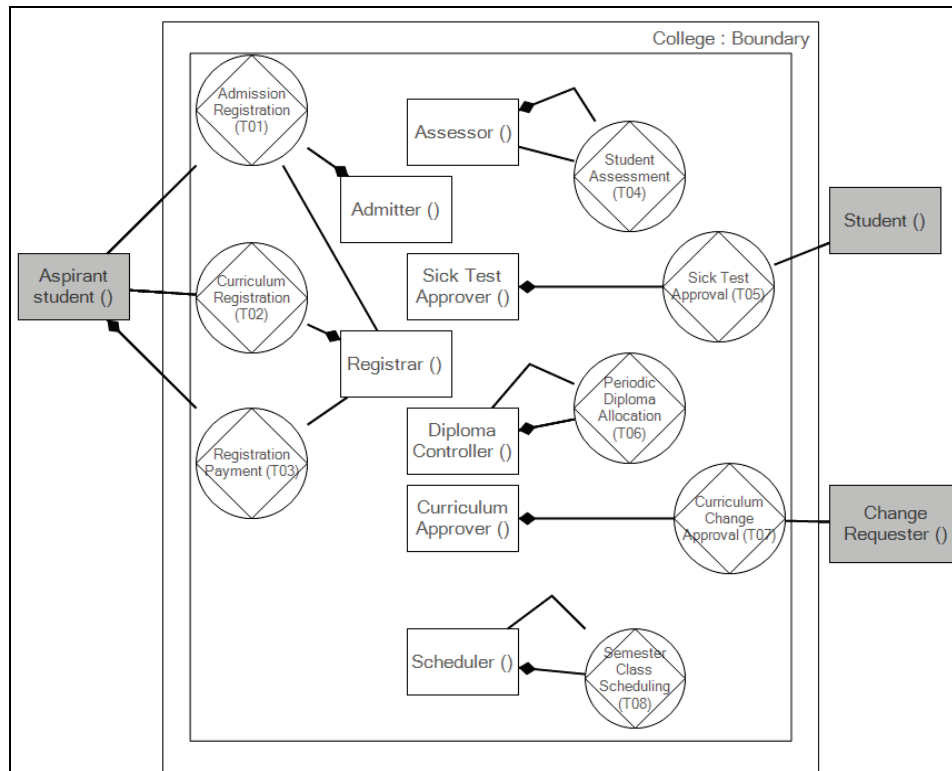 College : Boundary
Admission
Registration
(T01)
Assessor ()
Student
Assessment
(T04)
Admitter ()
Student ()
Aspirant
student ()
Curriculum
Registration
(T02)
Sick Test
Approver ()
Sick Test
Approval (T05)
Registrar ()
Periodic
Diploma
Allocation
(T06)
Diploma
Controller ()
Registration
Payment (T03)
Curriculum
Approver ()
Curriculum
Change
Approval (T07)
Change
Requester ()
Scheduler ()
Semester
Class
Scheduling
(T08)